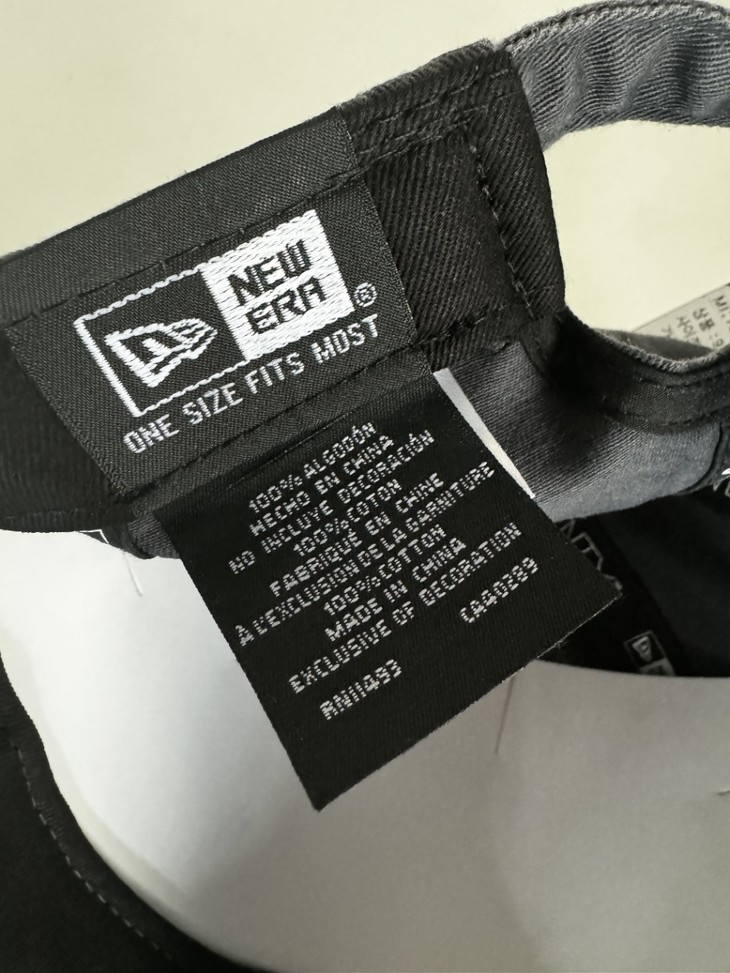 NEW
ERA®
ONE SIZE FITS MOST
100% ALGODÓN
HECHO EN CHINA
NO INCLUYE DECORACIÓN
100% COTON
FABRIQUÉ EN CHINE
À L'EXCLUSION DE LA GARNITURE
100% COTTON
MADE IN CHINA
EXCLUSIVE OF DECORATION
RN11493 CA40209